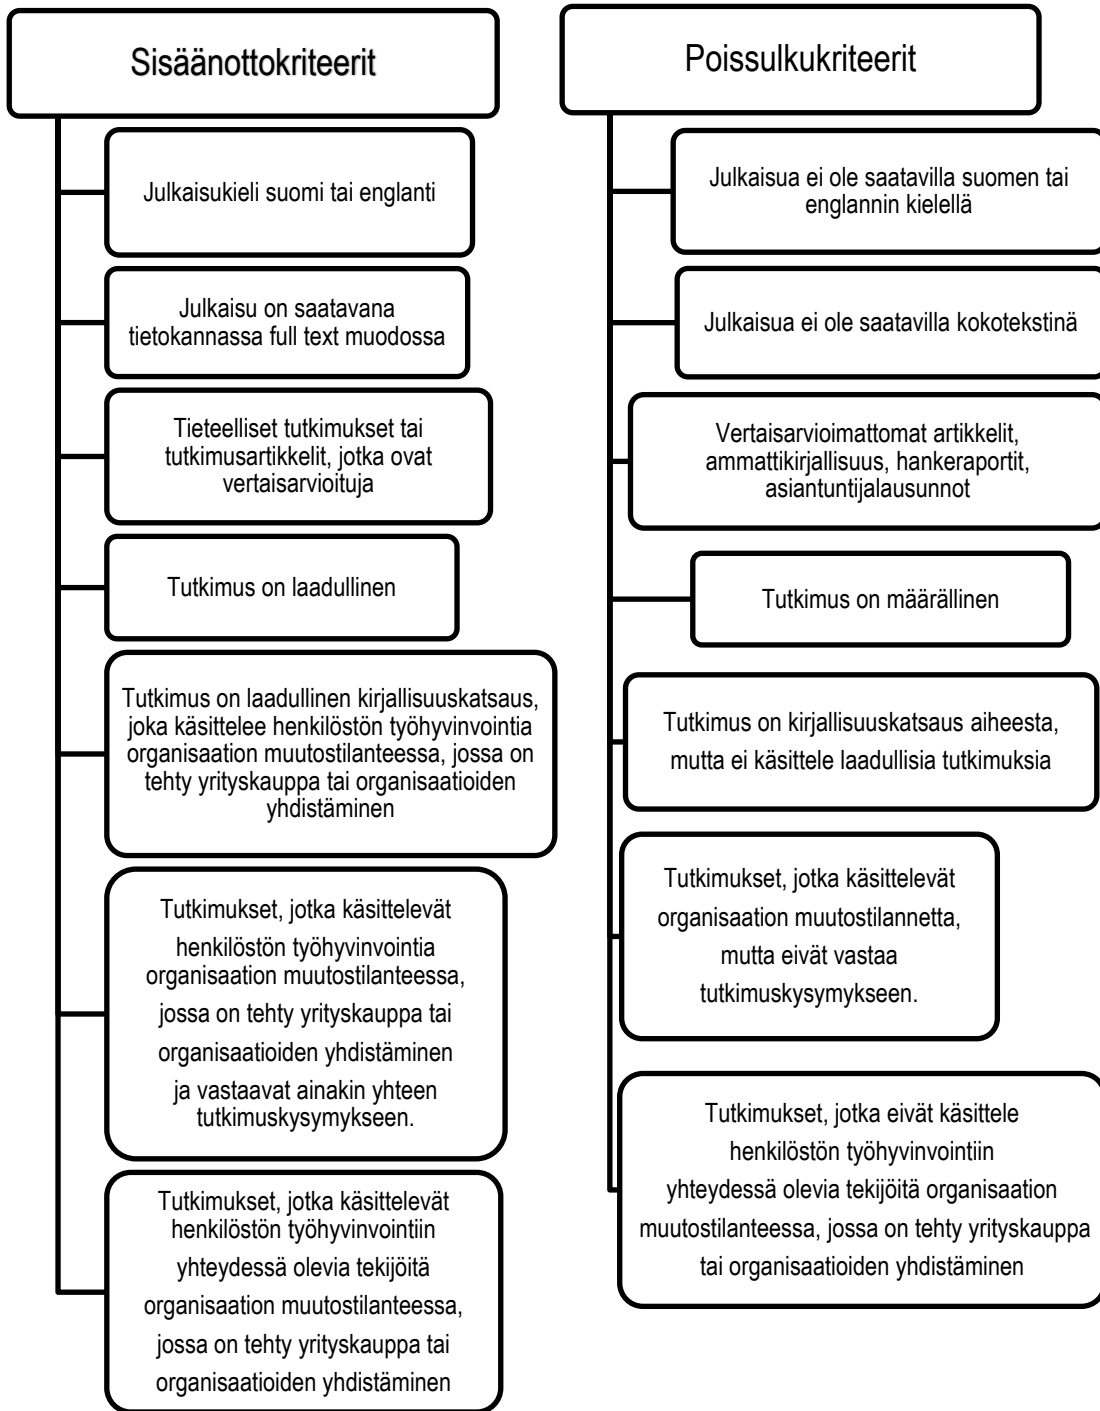 Sisäänottokriteerit
Julkaisukieli suomi tai englanti
Julkaisu on saatavana
tietokannassa full text muodossa
Tieteelliset tutkimukset tai
tutkimusartikkelit, jotka ovat
vertaisarvioituja
Tutkimus on laadullinen
Tutkimus on laadullinen kirjallisuuskatsaus,
joka käsittelee henkilöstön työhyvinvointia
organisaation muutostilanteessa, jossa on
tehty yrityskauppa tai organisaatioiden
yhdistäminen
Tutkimukset, jotka käsittelevät
henkilöstön työhyvinvointia
organisaation muutostilanteessa,
jossa on tehty yrityskauppa tai
organisaatioiden yhdistäminen
ja vastaavat ainakin yhteen
tutkimuskysymykseen.
Tutkimukset, jotka käsittelevät
henkilöstön työhyvinvointiin
yhteydessä olevia tekijöitä
organisaation muutostilanteessa,
jossa on tehty yrityskauppa tai
organisaatioiden yhdistäminen
Poissulkukriteerit
Julkaisua ei ole saatavilla suomen tai
englannin kielellä
Julkaisua ei ole saatavilla kokotekstinä
Vertaisarvioimattomat artikkelit,
ammattikirjallisuus, hankeraportit,
asiantuntijalausunnot
Tutkimus on määrällinen
Tutkimus on kirjallisuuskatsaus aiheesta,
mutta ei käsittele laadullisia tutkimuksia
Tutkimukset, jotka käsittelevät
organisaation muutostilannetta,
mutta eivät vastaa
tutkimuskysymykseen.
Tutkimukset, jotka eivät käsittele
henkilöstön työhyvinvointiin
yhteydessä olevia tekijöitä organisaation
muutostilanteessa, jossa on tehty yrityskauppa
tai organisaatioiden yhdistäminen